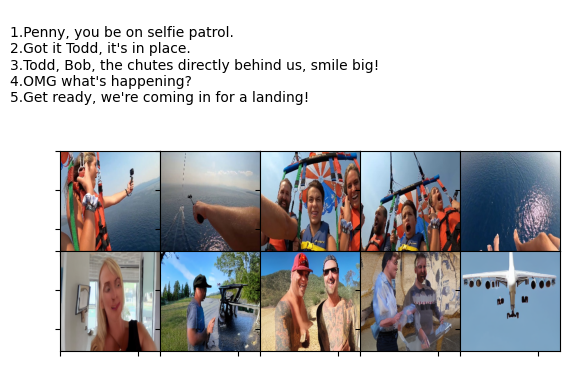 1.Penny, you be on selfie patrol.
2.Got it Todd, it's in place.
3.Todd, Bob, the chutes directly behind us, smile big!
4.OMG what's happening?
5.Get ready, we're coming in for a landing!